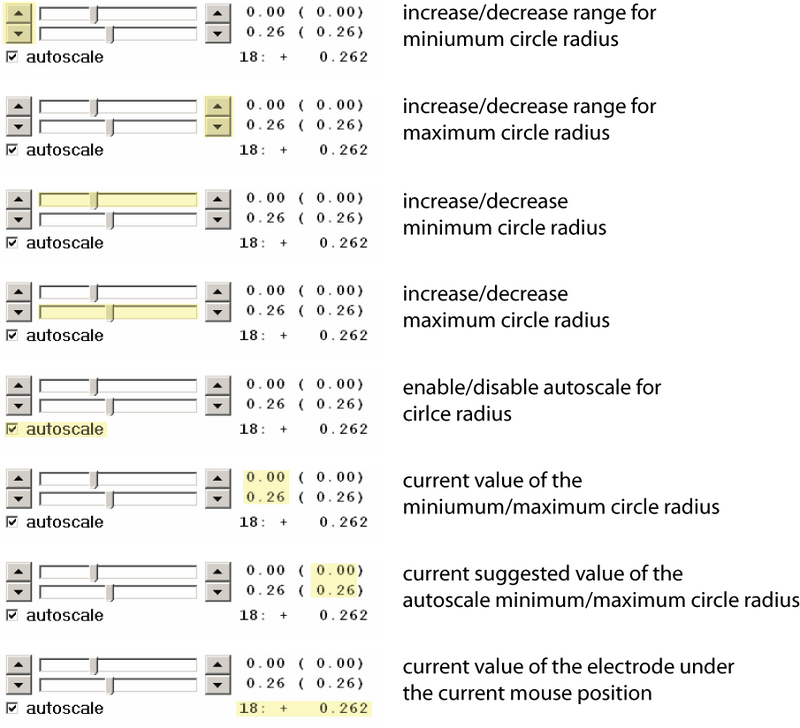 0.00 ( 0.00) increase/decrease range for
0.26 ( 0.26) miniumum circle radius
autoscale 18: + 0.262
0.00 ( 0.00) increase/decrease range for
0.26 ( 0.26) maximum circle radius
autoscale 18: + 0.262
0.00 ( 0.00) increase/decrease
0.26 ( 0.26) minimum circle radius
autoscale 18: + 0.262
0.00 ( 0.00) increase/decrease
0.26 ( 0.26) maximum circle radius
autoscale 18: + 0.262
0.00 ( 0.00) enable/disable autoscale for
0.26 ( 0.26) cirlce radius
autoscale 18: + 0.262
0.00 ( 0.00) current value of the
0.26 ( 0.26) miniumum/maximum circle radius
autoscale 18: + 0.262
0.00 ( 0.00) current suggested value of the
0.26 ( 0.26) autoscale minimum/maximum circle radius
autoscale 18: + 0.262
0.00 ( 0.00) current value of the electrode under
0.26 ( 0.26) the current mouse position
autoscale 18: + 0.262